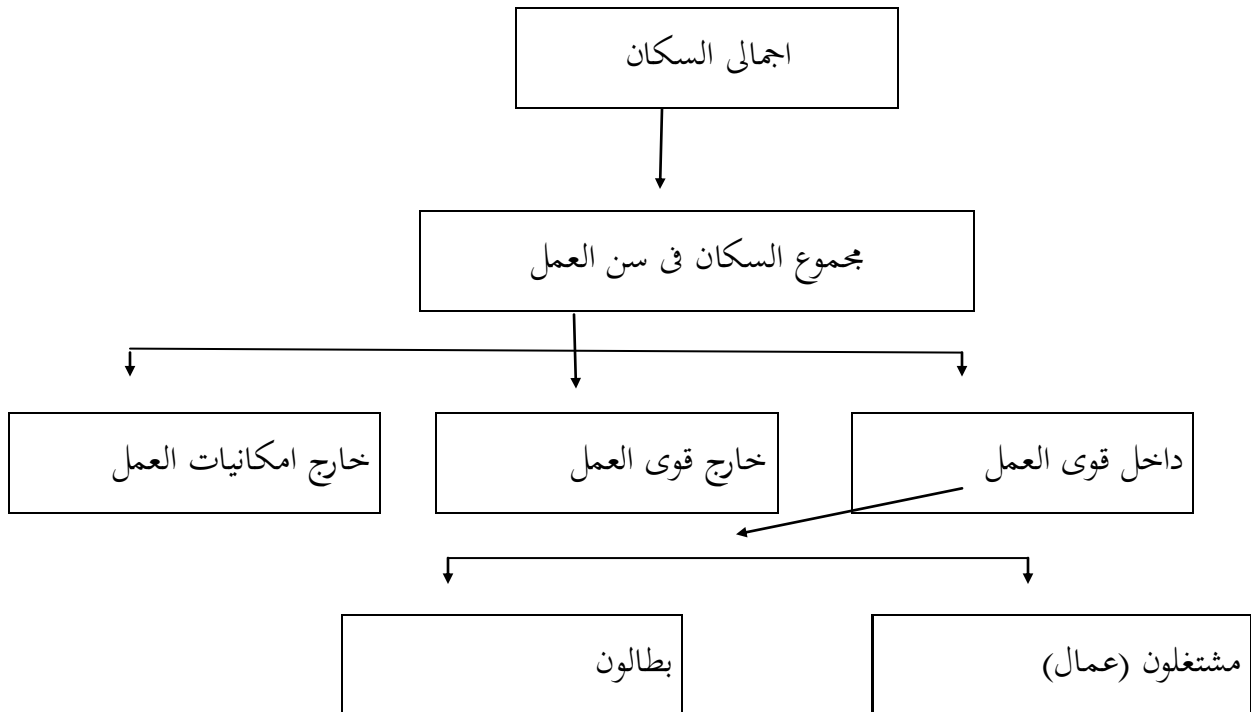 اجمالى السكان
مجموع السكان فى سن العمل
داخل قوى العمل
خارج قوى العمل
خارج امكانيات العمل
مشتغلون (عمال)
بطالون